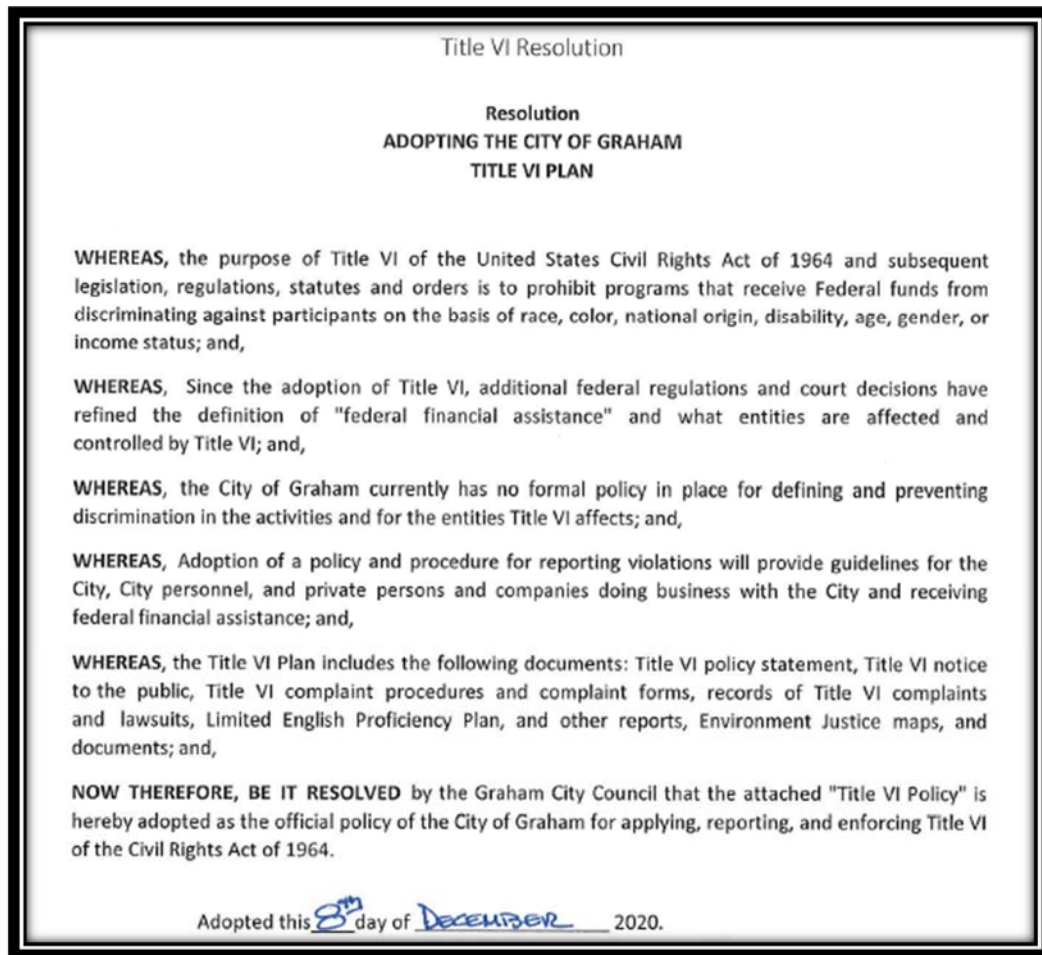 Title VI Resolution
Resolution
ADOPTING THE CITY OF GRAHAM
TITLE VI PLAN
WHEREAS, the purpose of Title VI of the United States Civil Rights Act of 1964 and subsequent
legislation, regulations, statutes and orders is to prohibit programs that receive Federal funds from
discriminating against participants on the basis of race, color, national origin, disability, age, gender, or
income status; and,
WHEREAS, Since the adoption of Title VI, additional federal regulations and court decisions have
refined the definition of "federal financial assistance" and what entities are affected and
controlled by Title VI; and,
WHEREAS, the City of Graham currently has no formal policy in place for defining and preventing
discrimination in the activities and for the entities Title VI affects; and,
WHEREAS, Adoption of a policy and procedure for reporting violations will provide guidelines for the
City, City personnel, and private persons and companies doing business with the City and receiving
federal financial assistance; and,
WHEREAS, the Title VI Plan includes the following documents: Title VI policy statement, Title VI notice
to the public, Title VI complaint procedures and complaint forms, records of Title VI complaints
and lawsuits, Limited English Proficiency Plan, and other reports, Environment Justice maps, and
documents; and,
NOW THEREFORE, BE IT RESOLVED by the Graham City Council that the attached "Title VI Policy" is
hereby adopted as the official policy of the City of Graham for applying, reporting, and enforcing Title VI
of the Civil Rights Act of 1964.
Adopted this 8TH day of DECEMBER 2020.